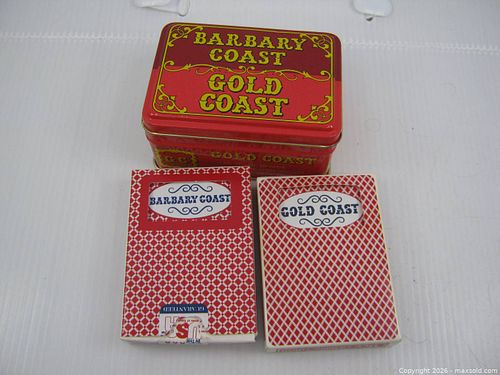 BARBARY
COAST
GOLD
COAST
G.C.
GOLD COAST
BARBARY COAST
GOLD COAST
GUARANTEED
Copyright 2026 - maxsold.com